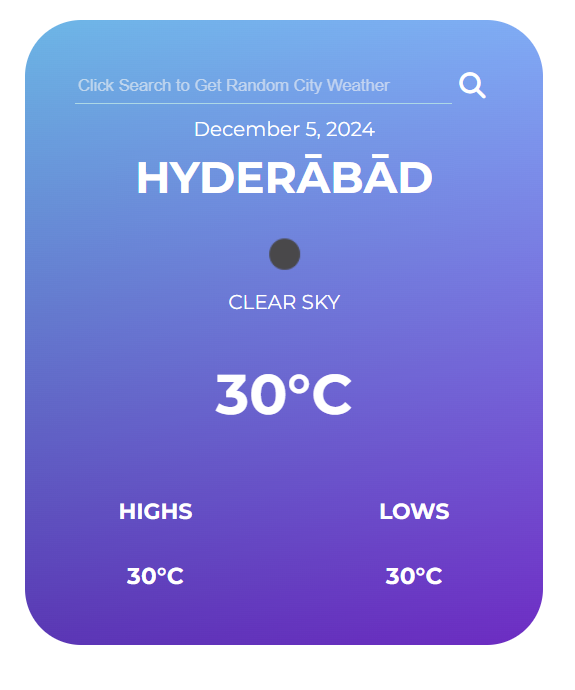 Click Search to Get Random City Weather
December 5, 2024
HYDERĀBĀD
CLEAR SKY
30°C
HIGHS LOWS
30°C 30°C